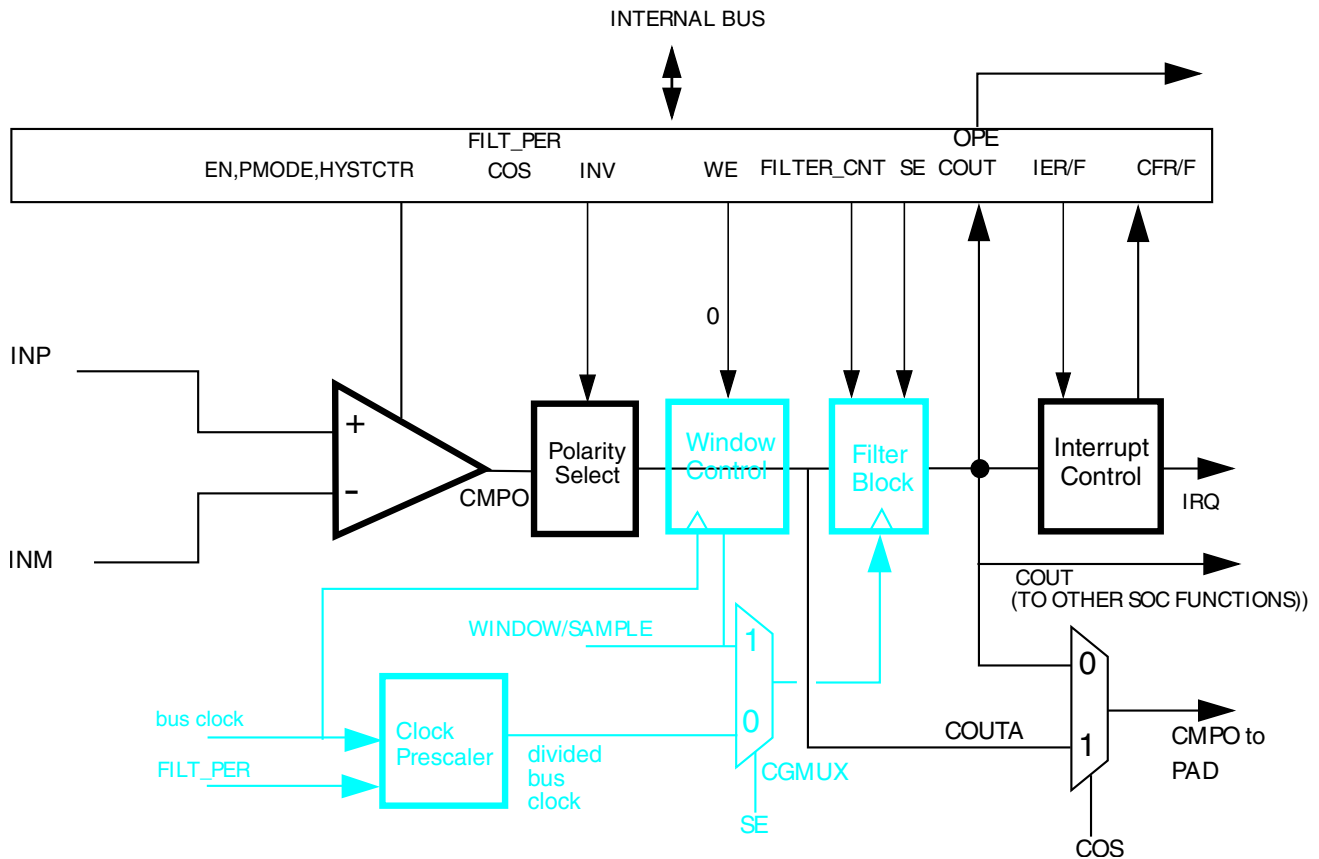 INTERNAL BUS
FILT_PER
OPE
EN,PMODE,HYSTCTR
COS
INV
WE
FILTER_CNT
SE
COUT
IER/F
CFR/F
0
INP
+
-
INM
CMPO
Polarity
Select
Window
Control
Filter
Block
Interrupt
Control
IRQ
COUT
(TO OTHER SOC FUNCTIONS))
WINDOW/SAMPLE
1
0
CGMUX
SE
bus clock
FILT_PER
Clock
Prescaler
divided
bus
clock
COUTA
0
1
CMPO to
PAD
COS